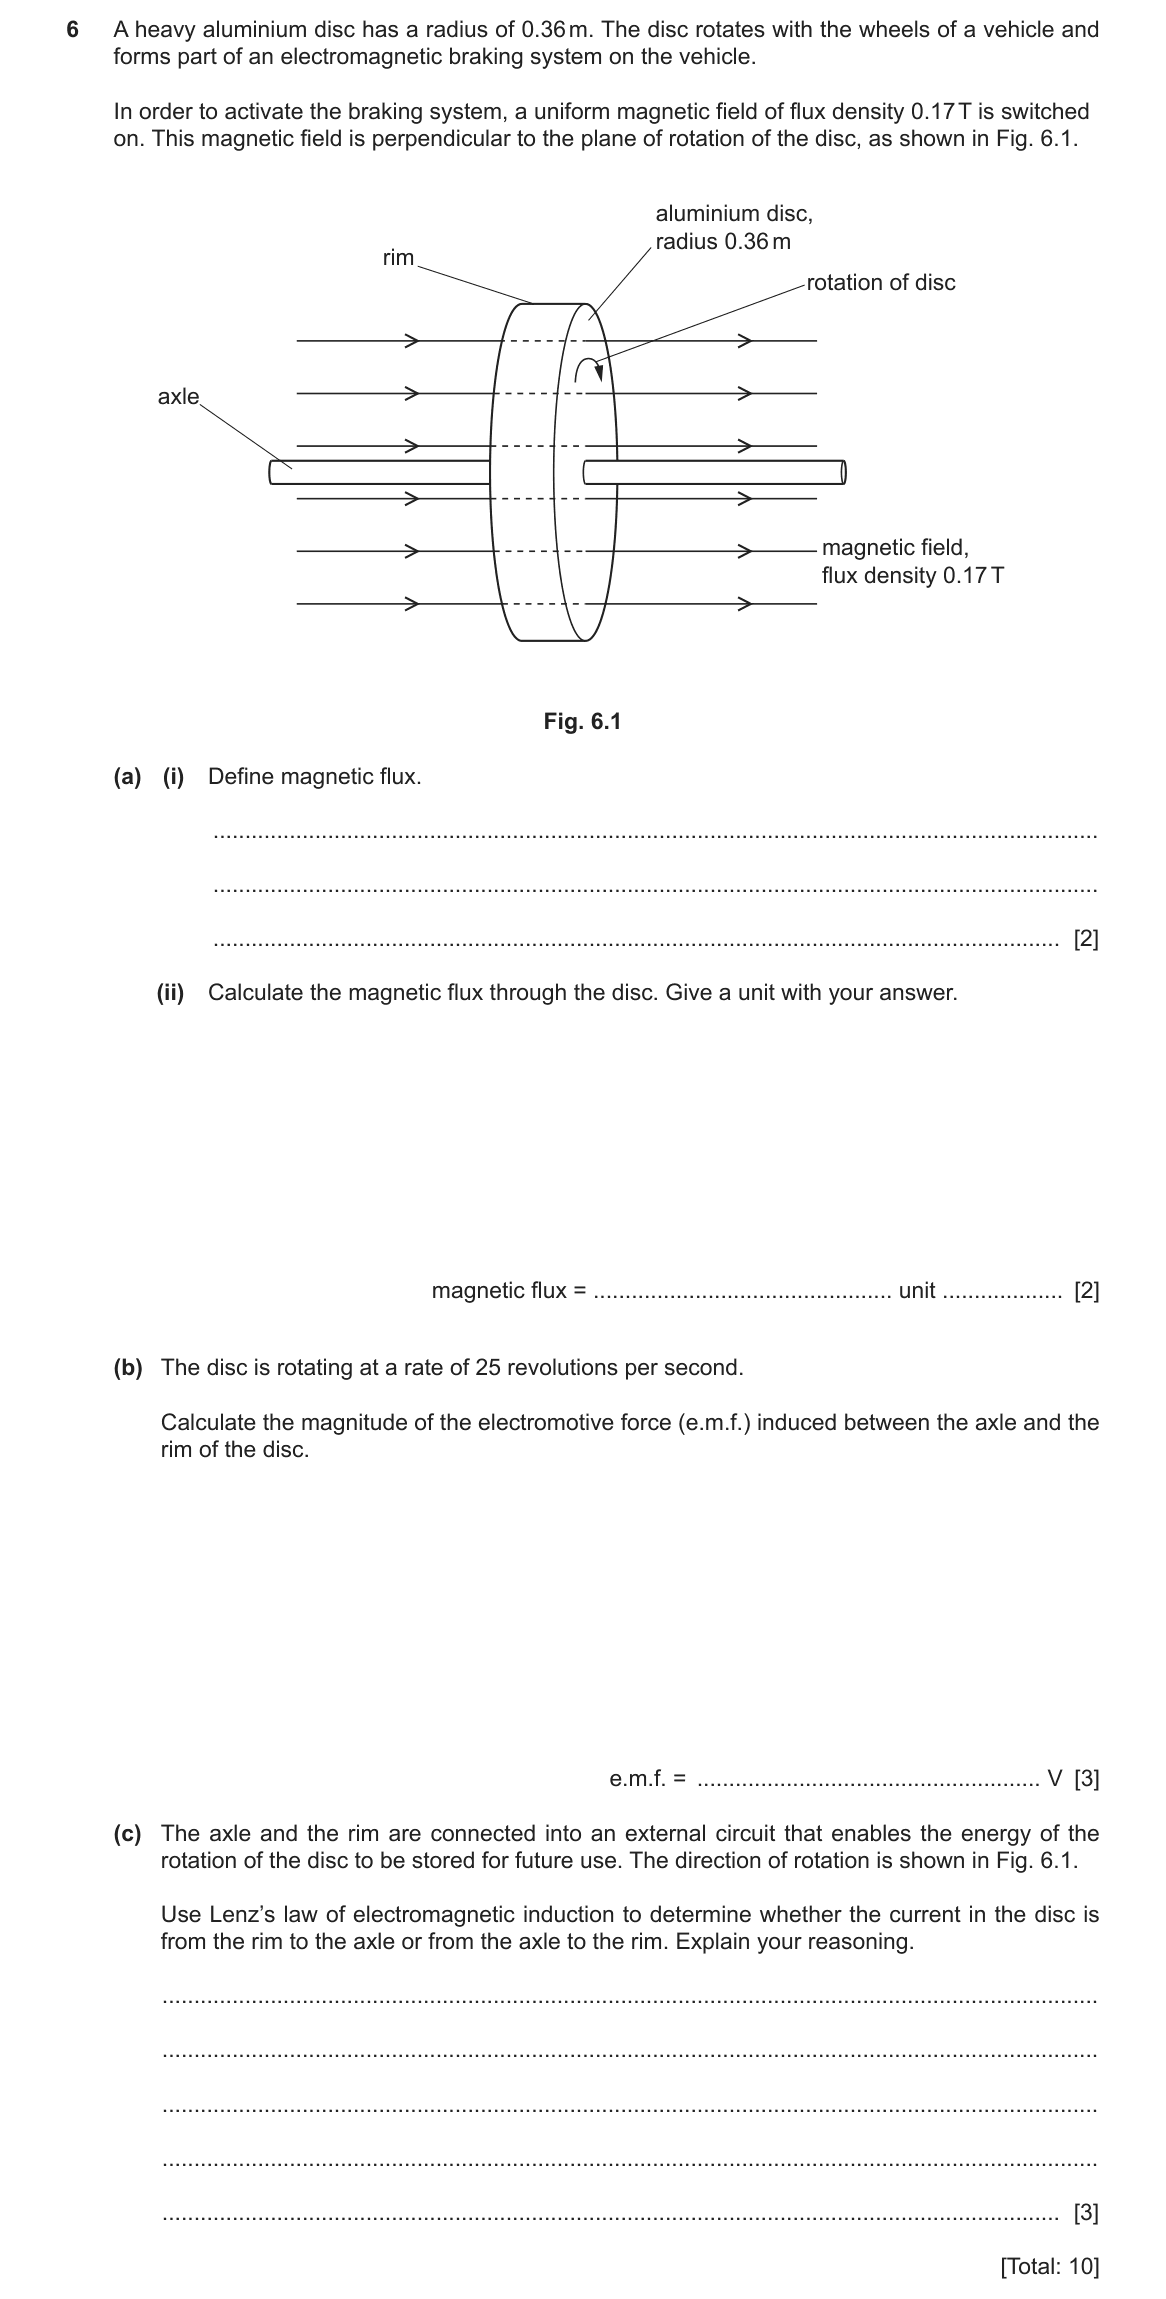 6 A heavy aluminium disc has a radius of 0.36 m. The disc rotates with the wheels of a vehicle and
forms part of an electromagnetic braking system on the vehicle.
In order to activate the braking system, a uniform magnetic field of flux density 0.17 T is switched
on. This magnetic field is perpendicular to the plane of rotation of the disc, as shown in Fig. 6.1.
aluminium disc,
radius 0.36 m
rim
rotation of disc
axle
magnetic field,
flux density 0.17 T
Fig. 6.1
(a) (i) Define magnetic flux.
..........................................................................................................................................
..........................................................................................................................................
.................................................................................................................................... [2]
(ii) Calculate the magnetic flux through the disc. Give a unit with your answer.
magnetic flux = ............................................... unit ................... [2]
(b) The disc is rotating at a rate of 25 revolutions per second.
Calculate the magnitude of the electromotive force (e.m.f.) induced between the axle and the
rim of the disc.
e.m.f. = ...................................................... V [3]
(c) The axle and the rim are connected into an external circuit that enables the energy of the
rotation of the disc to be stored for future use. The direction of rotation is shown in Fig. 6.1.
Use Lenz's law of electromagnetic induction to determine whether the current in the disc is
from the rim to the axle or from the axle to the rim. Explain your reasoning.
..................................................................................................................................................
..................................................................................................................................................
..................................................................................................................................................
..................................................................................................................................................
............................................................................................................................................ [3]
[Total: 10]